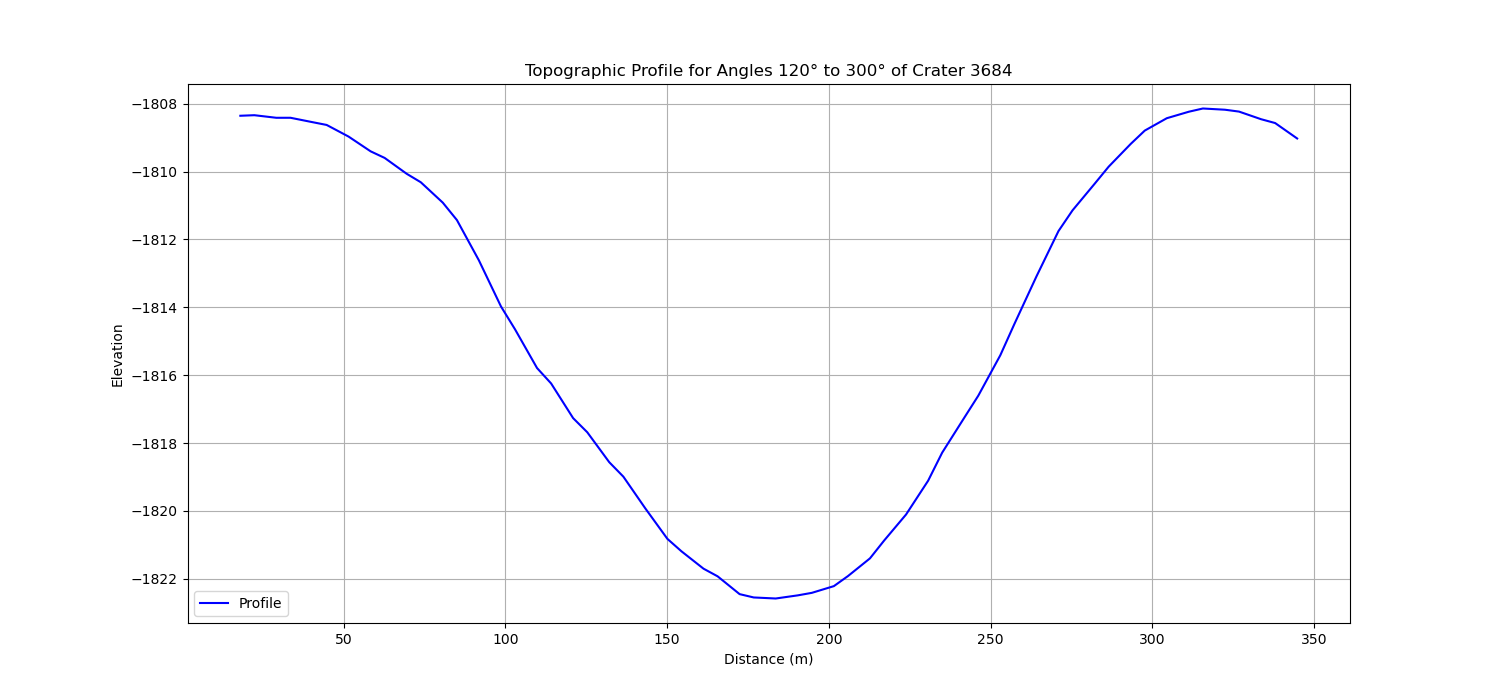 Topographic Profile for Angles 120° to 300° of Crater 3684
Elevation
−1808
−1810
−1812
−1814
−1816
−1818
−1820
−1822
Profile
50 100 150 200 250 300 350
Distance (m)